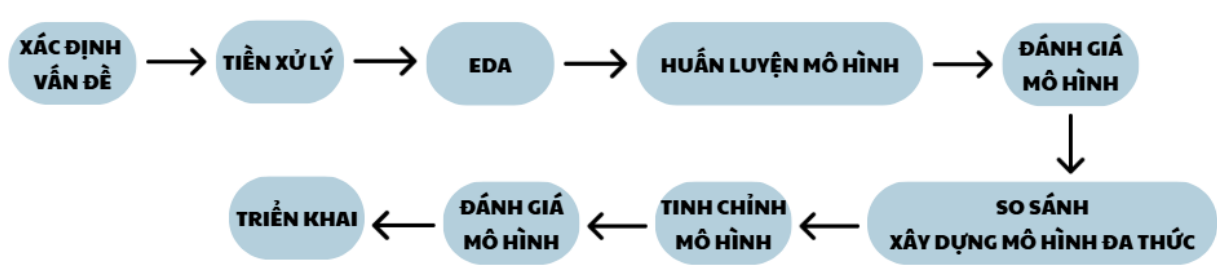 XÁC ĐỊNH
VẤN ĐỀ
TIỀN XỬ LÝ
EDA
HUẤN LUYỆN MÔ HÌNH
ĐÁNH GIÁ
MÔ HÌNH
SO SÁNH
XÂY DỰNG MÔ HÌNH ĐA THỨC
TINH CHỈNH
MÔ HÌNH
ĐÁNH GIÁ
MÔ HÌNH
TRIỂN KHAI